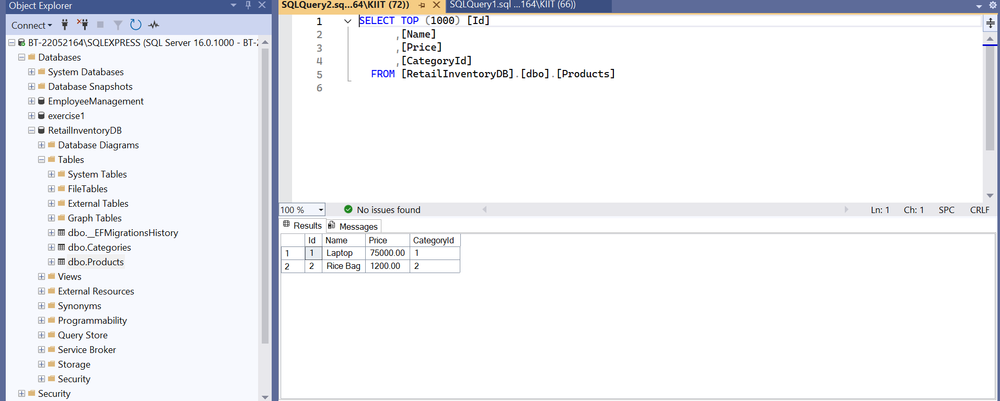 Object Explorer
Connect
BT-22052164\SQLEXPRESS (SQL Server 16.0.1000 - BT-2
Databases
System Databases
Database Snapshots
EmployeeManagement
exercise1
RetailInventoryDB
Database Diagrams
Tables
System Tables
FileTables
External Tables
Graph Tables
dbo.__EFMigrationsHistory
dbo.Categories
dbo.Products
Views
External Resources
Synonyms
Programmability
Query Store
Service Broker
Storage
Security
Security
SQLQuery2.sq...64\KIIT (72)) SQLQuery1.sql ...164\KIIT (66))
1 SELECT TOP (1000) [Id]
2 ,[Name]
3 ,[Price]
4 ,[CategoryId]
5 FROM [RetailInventoryDB].[dbo].[Products]
6
100 % No issues found Ln: 1 Ch: 1 SPC CRLF
Results Messages
Id Name Price CategoryId
1 1 Laptop 75000.00 1
2 2 Rice Bag 1200.00 2